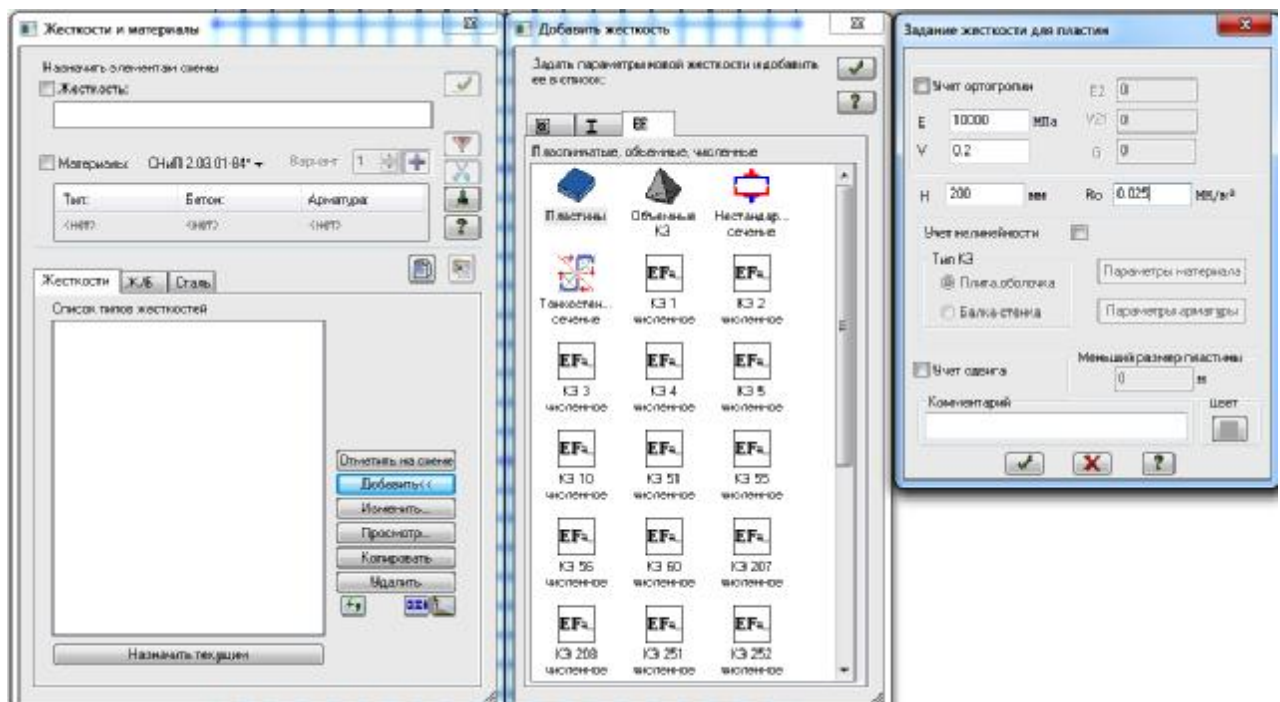 Жесткости и материалы
Назначить элементам схемы
Жесткость:
Материалы: СНиП 2.03.01-84* Вариант 1
Тип: Бетон: Арматура:
<нет> <нет> <нет>
Жесткости Ж/Б Сталь
Список типов жесткостей
Отметить на схеме
Добавить<<
Изменить...
Просмотр...
Копировать
Удалить
Назначить текущим
Добавить жесткость
Задать параметры новой жесткости и добавить
ее в список:
Пластинчатые, объемные, численные
Пластины Объемные КЭ Нестандар... сечение
Тонкостен... сечение КЭ 1 численное КЭ 2 численное
КЭ 3 численное КЭ 4 численное КЭ 5 численное
КЭ 10 численное КЭ 51 численное КЭ 55 численное
КЭ 56 численное КЭ 60 численное КЭ 207 численное
КЭ 208 численное КЭ 251 численное КЭ 252 численное
Задание жесткости для пластин
Учет ортотропии E2 0
E 10000 МПа V21 0
V 0.2 G 0
H 200 мм Ro 0.025
Учет нелинейности
Тип КЭ
Плита,оболочка Параметры материала
Балка-стенка Параметры арматуры
Учет сдвига Меньший размер пластины
0 м
Комментарий Цвет